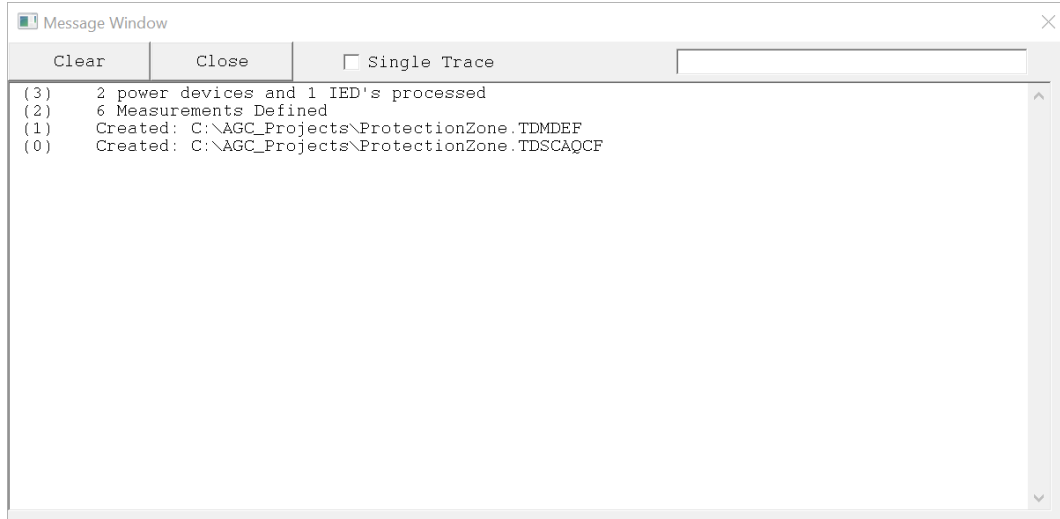 Message Window
Clear Close Single Trace
(3) 2 power devices and 1 IED's processed
(2) 6 Measurements Defined
(1) Created: C:\AGC_Projects\ProtectionZone.TDMDEF
(0) Created: C:\AGC_Projects\ProtectionZone.TDSCAQCF